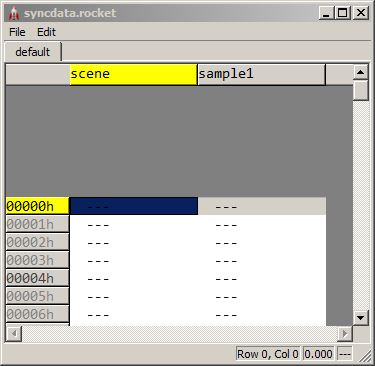 syncdata.rocket
File Edit
default
scene sample1
00000h --- ---
00001h --- ---
00002h --- ---
00003h --- ---
00004h --- ---
00005h --- ---
00006h --- ---
Row 0, Col 0 0.000 ---